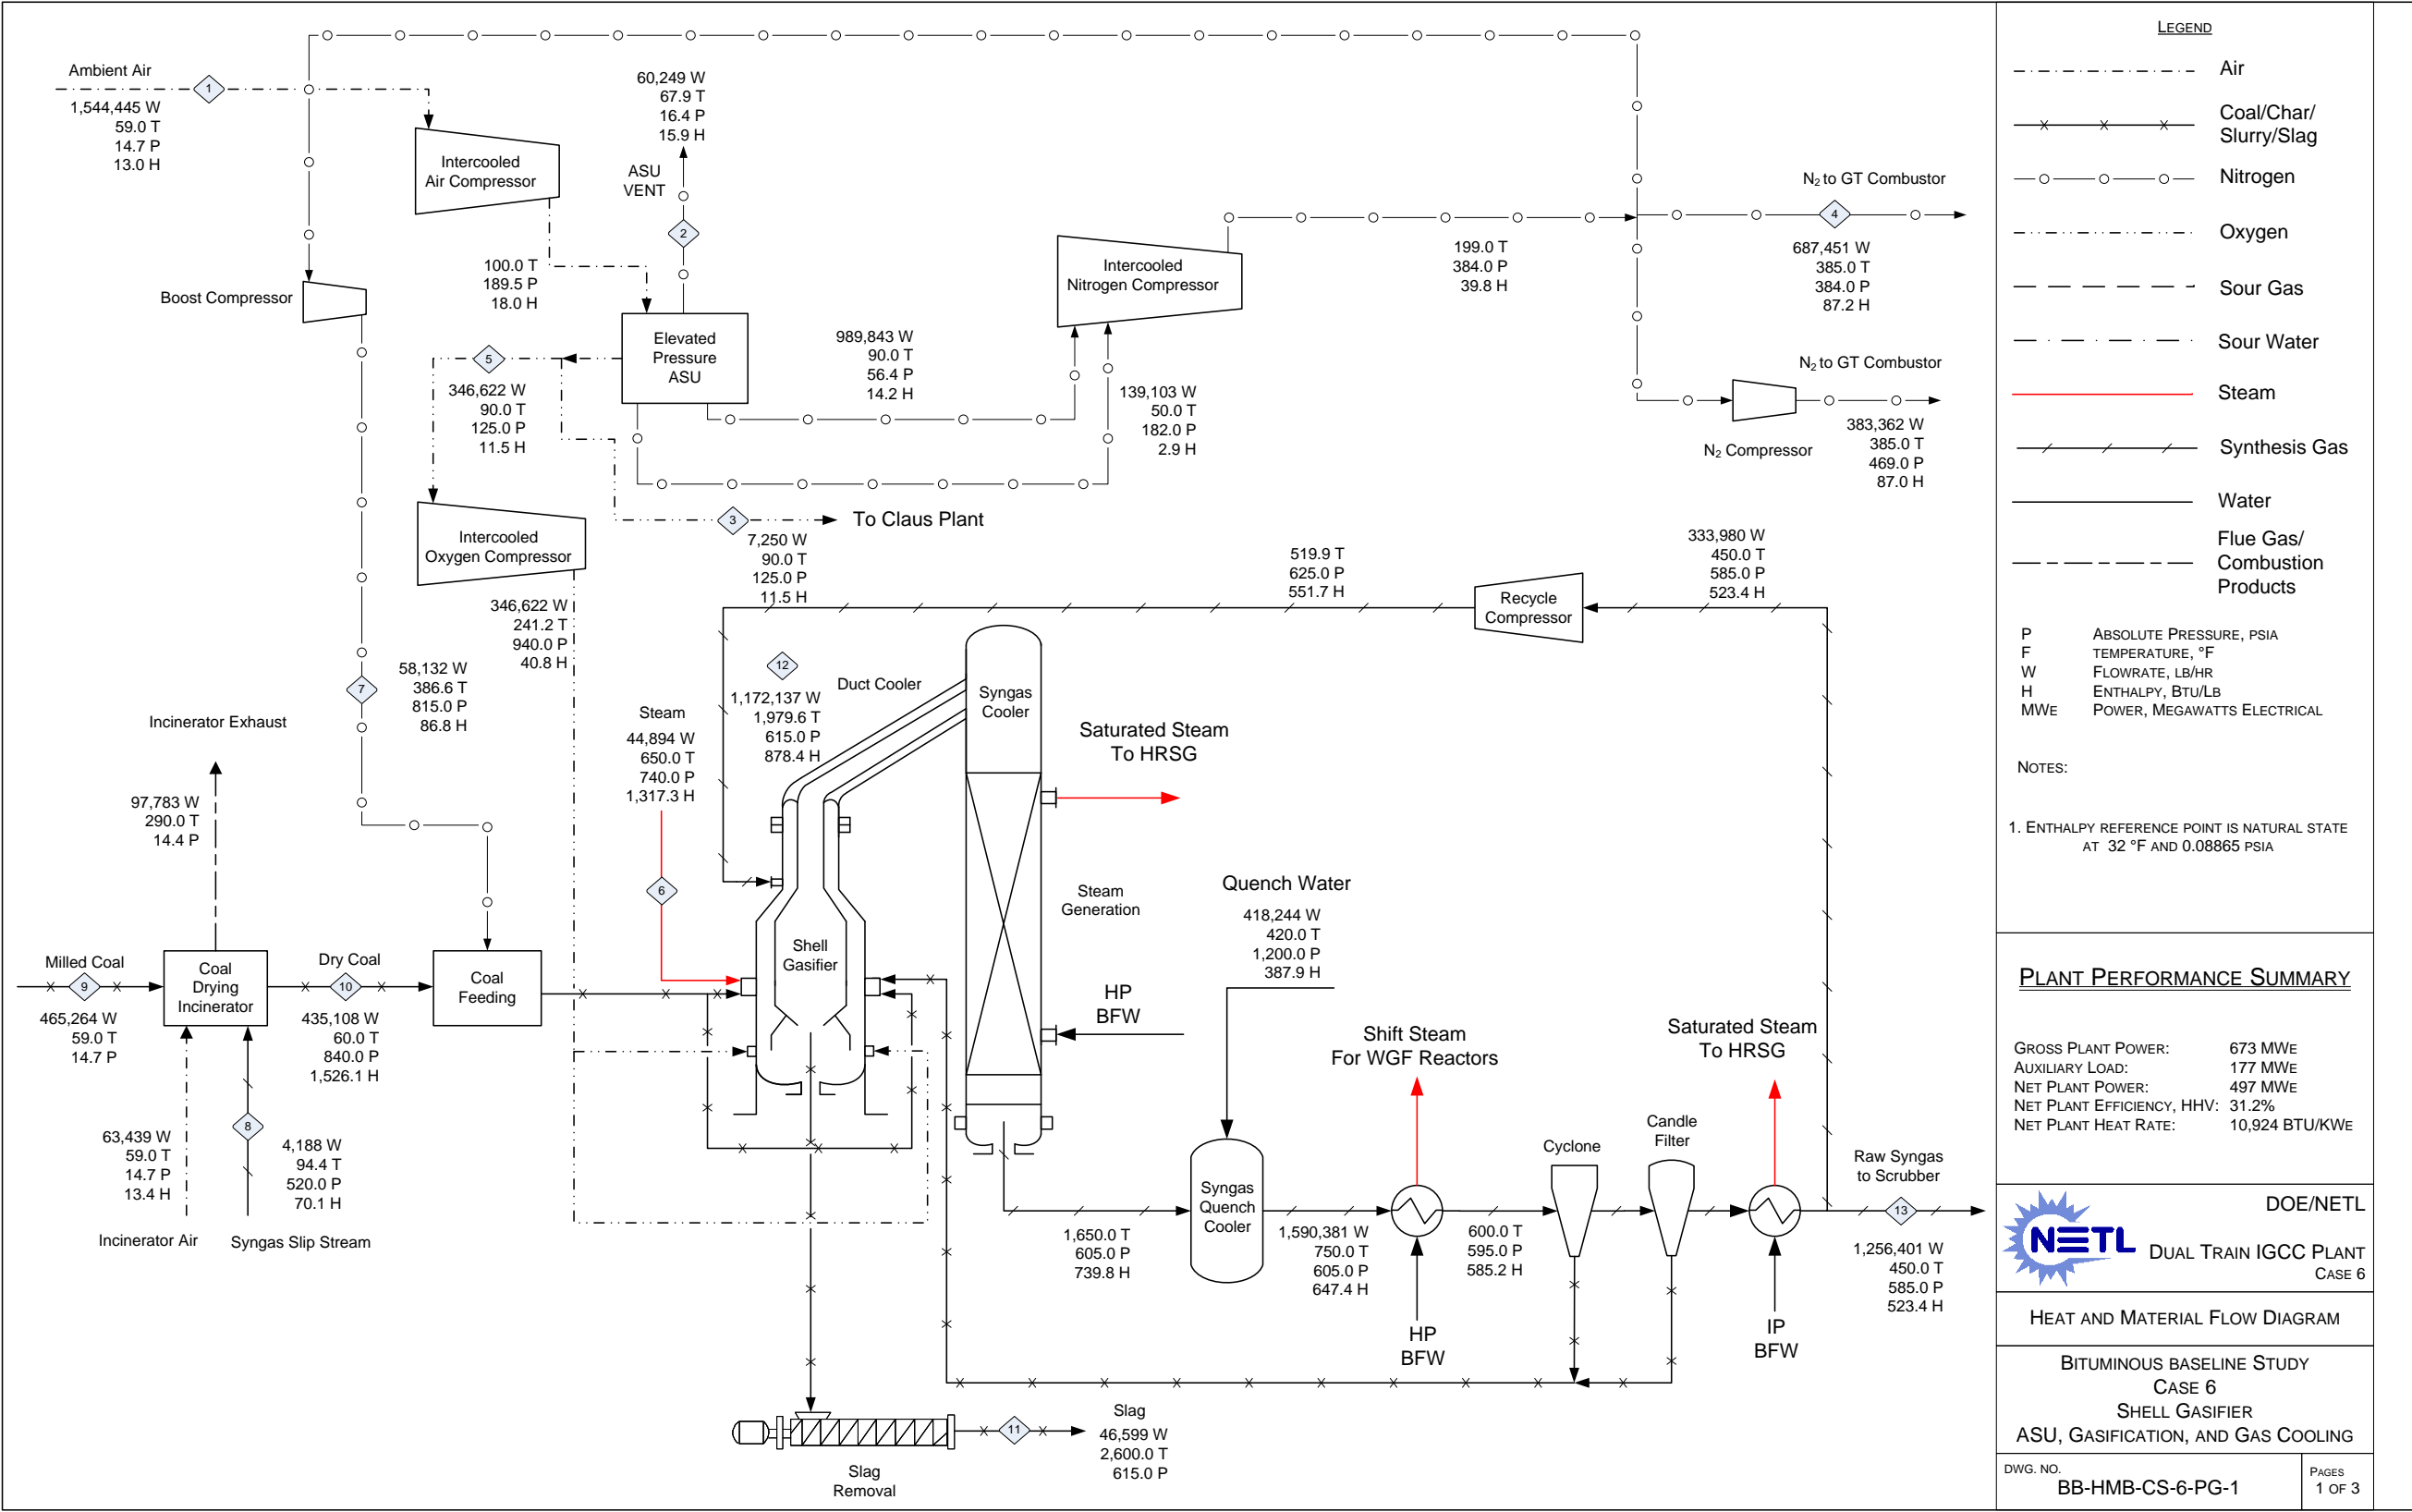 Ambient Air
1
1,544,445 W
59.0 T
14.7 P
13.0 H
Intercooled
Air Compressor
60,249 W
67.9 T
16.4 P
15.9 H
ASU
VENT
2
100.0 T
189.5 P
18.0 H
Boost Compressor
Elevated
Pressure
ASU
5
346,622 W
90.0 T
125.0 P
11.5 H
989,843 W
90.0 T
56.4 P
14.2 H
139,103 W
50.0 T
182.0 P
2.9 H
Intercooled
Nitrogen Compressor
199.0 T
384.0 P
39.8 H
N2 to GT Combustor
4
687,451 W
385.0 T
384.0 P
87.2 H
N2 to GT Combustor
N2 Compressor
383,362 W
385.0 T
469.0 P
87.0 H
Intercooled
Oxygen Compressor
3
To Claus Plant
7,250 W
90.0 T
125.0 P
11.5 H
346,622 W
241.2 T
940.0 P
40.8 H
519.9 T
625.0 P
551.7 H
Recycle
Compressor
333,980 W
450.0 T
585.0 P
523.4 H
7
58,132 W
386.6 T
815.0 P
86.8 H
12
1,172,137 W
1,979.6 T
615.0 P
878.4 H
Duct Cooler
Syngas
Cooler
Steam
44,894 W
650.0 T
740.0 P
1,317.3 H
6
Saturated Steam
To HRSG
Incinerator Exhaust
97,783 W
290.0 T
14.4 P
Steam
Generation
Quench Water
418,244 W
420.0 T
1,200.0 P
387.9 H
Shell
Gasifier
HP
BFW
Milled Coal
9
465,264 W
59.0 T
14.7 P
Coal
Drying
Incinerator
Dry Coal
10
435,108 W
60.0 T
840.0 P
1,526.1 H
Coal
Feeding
63,439 W
59.0 T
14.7 P
13.4 H
Incinerator Air
8
4,188 W
94.4 T
520.0 P
70.1 H
Syngas Slip Stream
Shift Steam
For WGF Reactors
Saturated Steam
To HRSG
Syngas
Quench
Cooler
1,650.0 T
605.0 P
739.8 H
1,590,381 W
750.0 T
605.0 P
647.4 H
600.0 T
595.0 P
585.2 H
Cyclone
Candle
Filter
Raw Syngas
to Scrubber
13
1,256,401 W
450.0 T
585.0 P
523.4 H
HP
BFW
IP
BFW
11
Slag
46,599 W
2,600.0 T
615.0 P
Slag
Removal
LEGEND
Air
Coal/Char/
Slurry/Slag
Nitrogen
Oxygen
Sour Gas
Sour Water
Steam
Synthesis Gas
Water
Flue Gas/
Combustion
Products
P ABSOLUTE PRESSURE, PSIA
F TEMPERATURE, °F
W FLOWRATE, LB/HR
H ENTHALPY, BTU/LB
MWE POWER, MEGAWATTS ELECTRICAL
NOTES:
1. ENTHALPY REFERENCE POINT IS NATURAL STATE
AT 32 °F AND 0.08865 PSIA
PLANT PERFORMANCE SUMMARY
GROSS PLANT POWER: 673 MWE
AUXILIARY LOAD: 177 MWE
NET PLANT POWER: 497 MWE
NET PLANT EFFICIENCY, HHV: 31.2%
NET PLANT HEAT RATE: 10,924 BTU/KWE
NETL
DOE/NETL
DUAL TRAIN IGCC PLANT
CASE 6
HEAT AND MATERIAL FLOW DIAGRAM
BITUMINOUS BASELINE STUDY
CASE 6
SHELL GASIFIER
ASU, GASIFICATION, AND GAS COOLING
DWG. NO.
BB-HMB-CS-6-PG-1
PAGES
1 OF 3